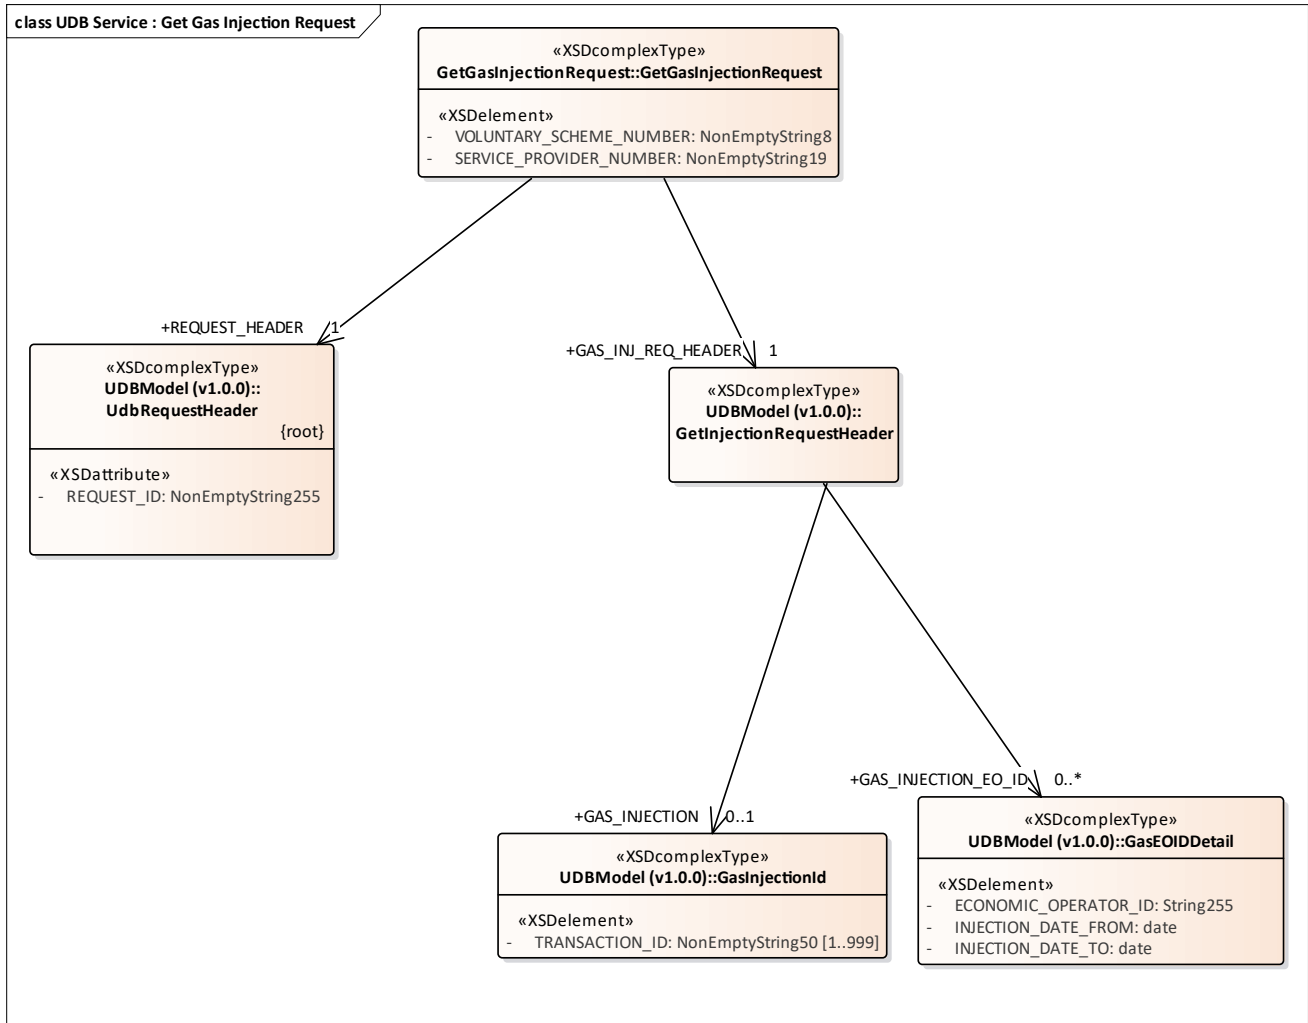 class UDB Service : Get Gas Injection Request
«XSDcomplexType»
GetGasInjectionRequest::GetGasInjectionRequest
«XSDelement»
- VOLUNTARY_SCHEME_NUMBER: NonEmptyString8
- SERVICE_PROVIDER_NUMBER: NonEmptyString19
+REQUEST_HEADER 1
«XSDcomplexType»
UDBModel (v1.0.0)::
UdbRequestHeader
{root}
«XSDattribute»
- REQUEST_ID: NonEmptyString255
+GAS_INJ_REQ_HEADER 1
«XSDcomplexType»
UDBModel (v1.0.0)::
GetInjectionRequestHeader
+GAS_INJECTION 0..1
«XSDcomplexType»
UDBModel (v1.0.0)::GasInjectionId
«XSDelement»
- TRANSACTION_ID: NonEmptyString50 [1..999]
+GAS_INJECTION_EO_ID 0..*
«XSDcomplexType»
UDBModel (v1.0.0)::GasEOIDDetail
«XSDelement»
- ECONOMIC_OPERATOR_ID: String255
- INJECTION_DATE_FROM: date
- INJECTION_DATE_TO: date